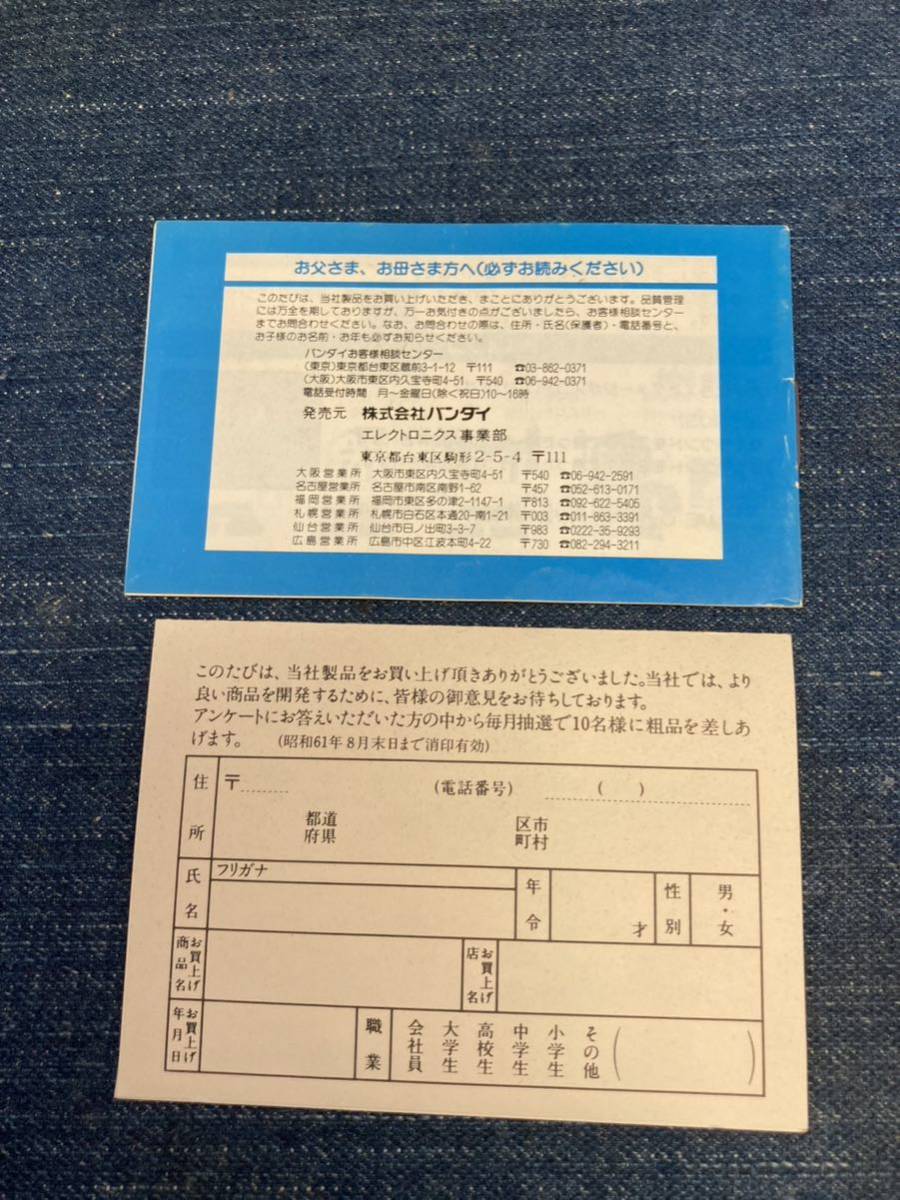 お父さま、お母さま方へ(必ずお読みください)
このたびは、当社製品をお買い上げいただき、まことにありがとうございます。品質管理
には万全を期しておりますが、万一お気付きの点がございましたら、お客様相談センター
までお問合わせください。なお、お問合わせの際は、住所・氏名(保護者)・電話番号と、
お子様のお名前・お年も必ずお知らせください。
バンダイお客様相談センター
(東京)東京都台東区蔵前3-1-12 〒111 ☎03-862-0371
(大阪)大阪市東区内久宝寺町4-51 〒540 ☎06-942-0371
電話受付時間 月〜金曜日(除く祝日)10〜16時
発売元 株式会社バンダイ
エレクトロニクス事業部
東京都台東区駒形2-5-4 〒111
大阪営業所 大阪市東区内久宝寺町4-51 〒540 ☎06-942-2591
名古屋営業所 名古屋市南区南野1-62 〒457 ☎052-613-0171
福岡営業所 福岡市東区多の津2-1147-1 〒813 ☎092-622-5405
札幌営業所 札幌市白石区本通20-南1-21 〒003 ☎011-863-3391
仙台営業所 仙台市日ノ出町3-3-7 〒983 ☎0222-35-9293
広島営業所 広島市中区江波本町4-22 〒730 ☎082-294-3211
このたびは、当社製品をお買い上げ頂きありがとうございました。当社では、より
良い商品を開発するために、皆様の御意見をお待ちしております。
アンケートにお答えいただいた方の中から毎月抽選で10名様に粗品を差しあ
げます。 (昭和61年8月末日まで消印有効)
住所 〒 (電話番号) ( )
都道府県 区市町村
氏名 フリガナ 年令 才 性別 男・女
お買上げ商品名 お買上げ店名
お買上げ年月日 職業 会社員 大学生 高校生 中学生 小学生 その他( )